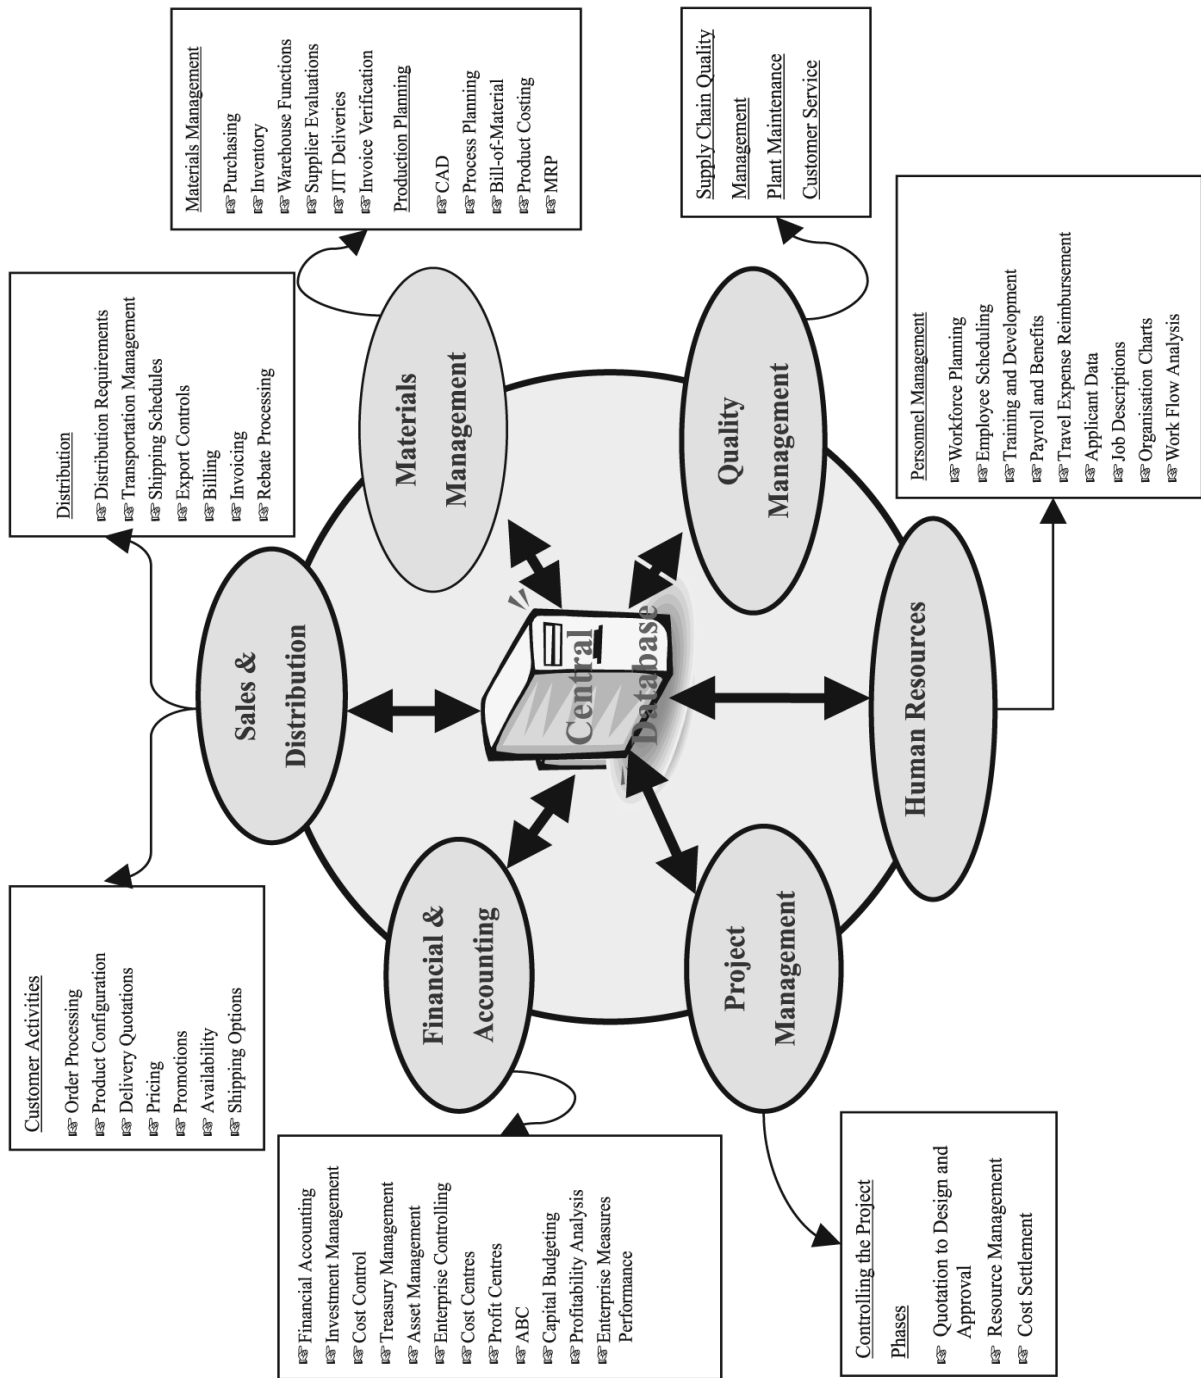 Customer Activities
Order Processing
Product Configuration
Delivery Quotations
Pricing
Promotions
Availability
Shipping Options
Distribution
Distribution Requirements
Transportation Management
Shipping Schedules
Export Controls
Billing
Invoicing
Rebate Processing
Materials Management
Purchasing
Inventory
Warehouse Functions
Supplier Evaluations
JIT Deliveries
Invoice Verification
Production Planning
CAD
Process Planning
Bill-of-Material
Product Costing
MRP
Sales &
Distribution
Financial &
Accounting
Materials
Management
Central
Database
Project
Management
Quality
Management
Human Resources
Financial Accounting
Investment Management
Cost Control
Treasury Management
Asset Management
Enterprise Controlling
Cost Centres
Profit Centres
ABC
Capital Budgeting
Profitability Analysis
Enterprise Measures
Performance
Supply Chain Quality
Management
Plant Maintenance
Customer Service
Controlling the Project
Phases
Quotation to Design and
Approval
Resource Management
Cost Settlement
Personnel Management
Workforce Planning
Employee Scheduling
Training and Development
Payroll and Benefits
Travel Expense Reimbursement
Applicant Data
Job Descriptions
Organisation Charts
Work Flow Analysis